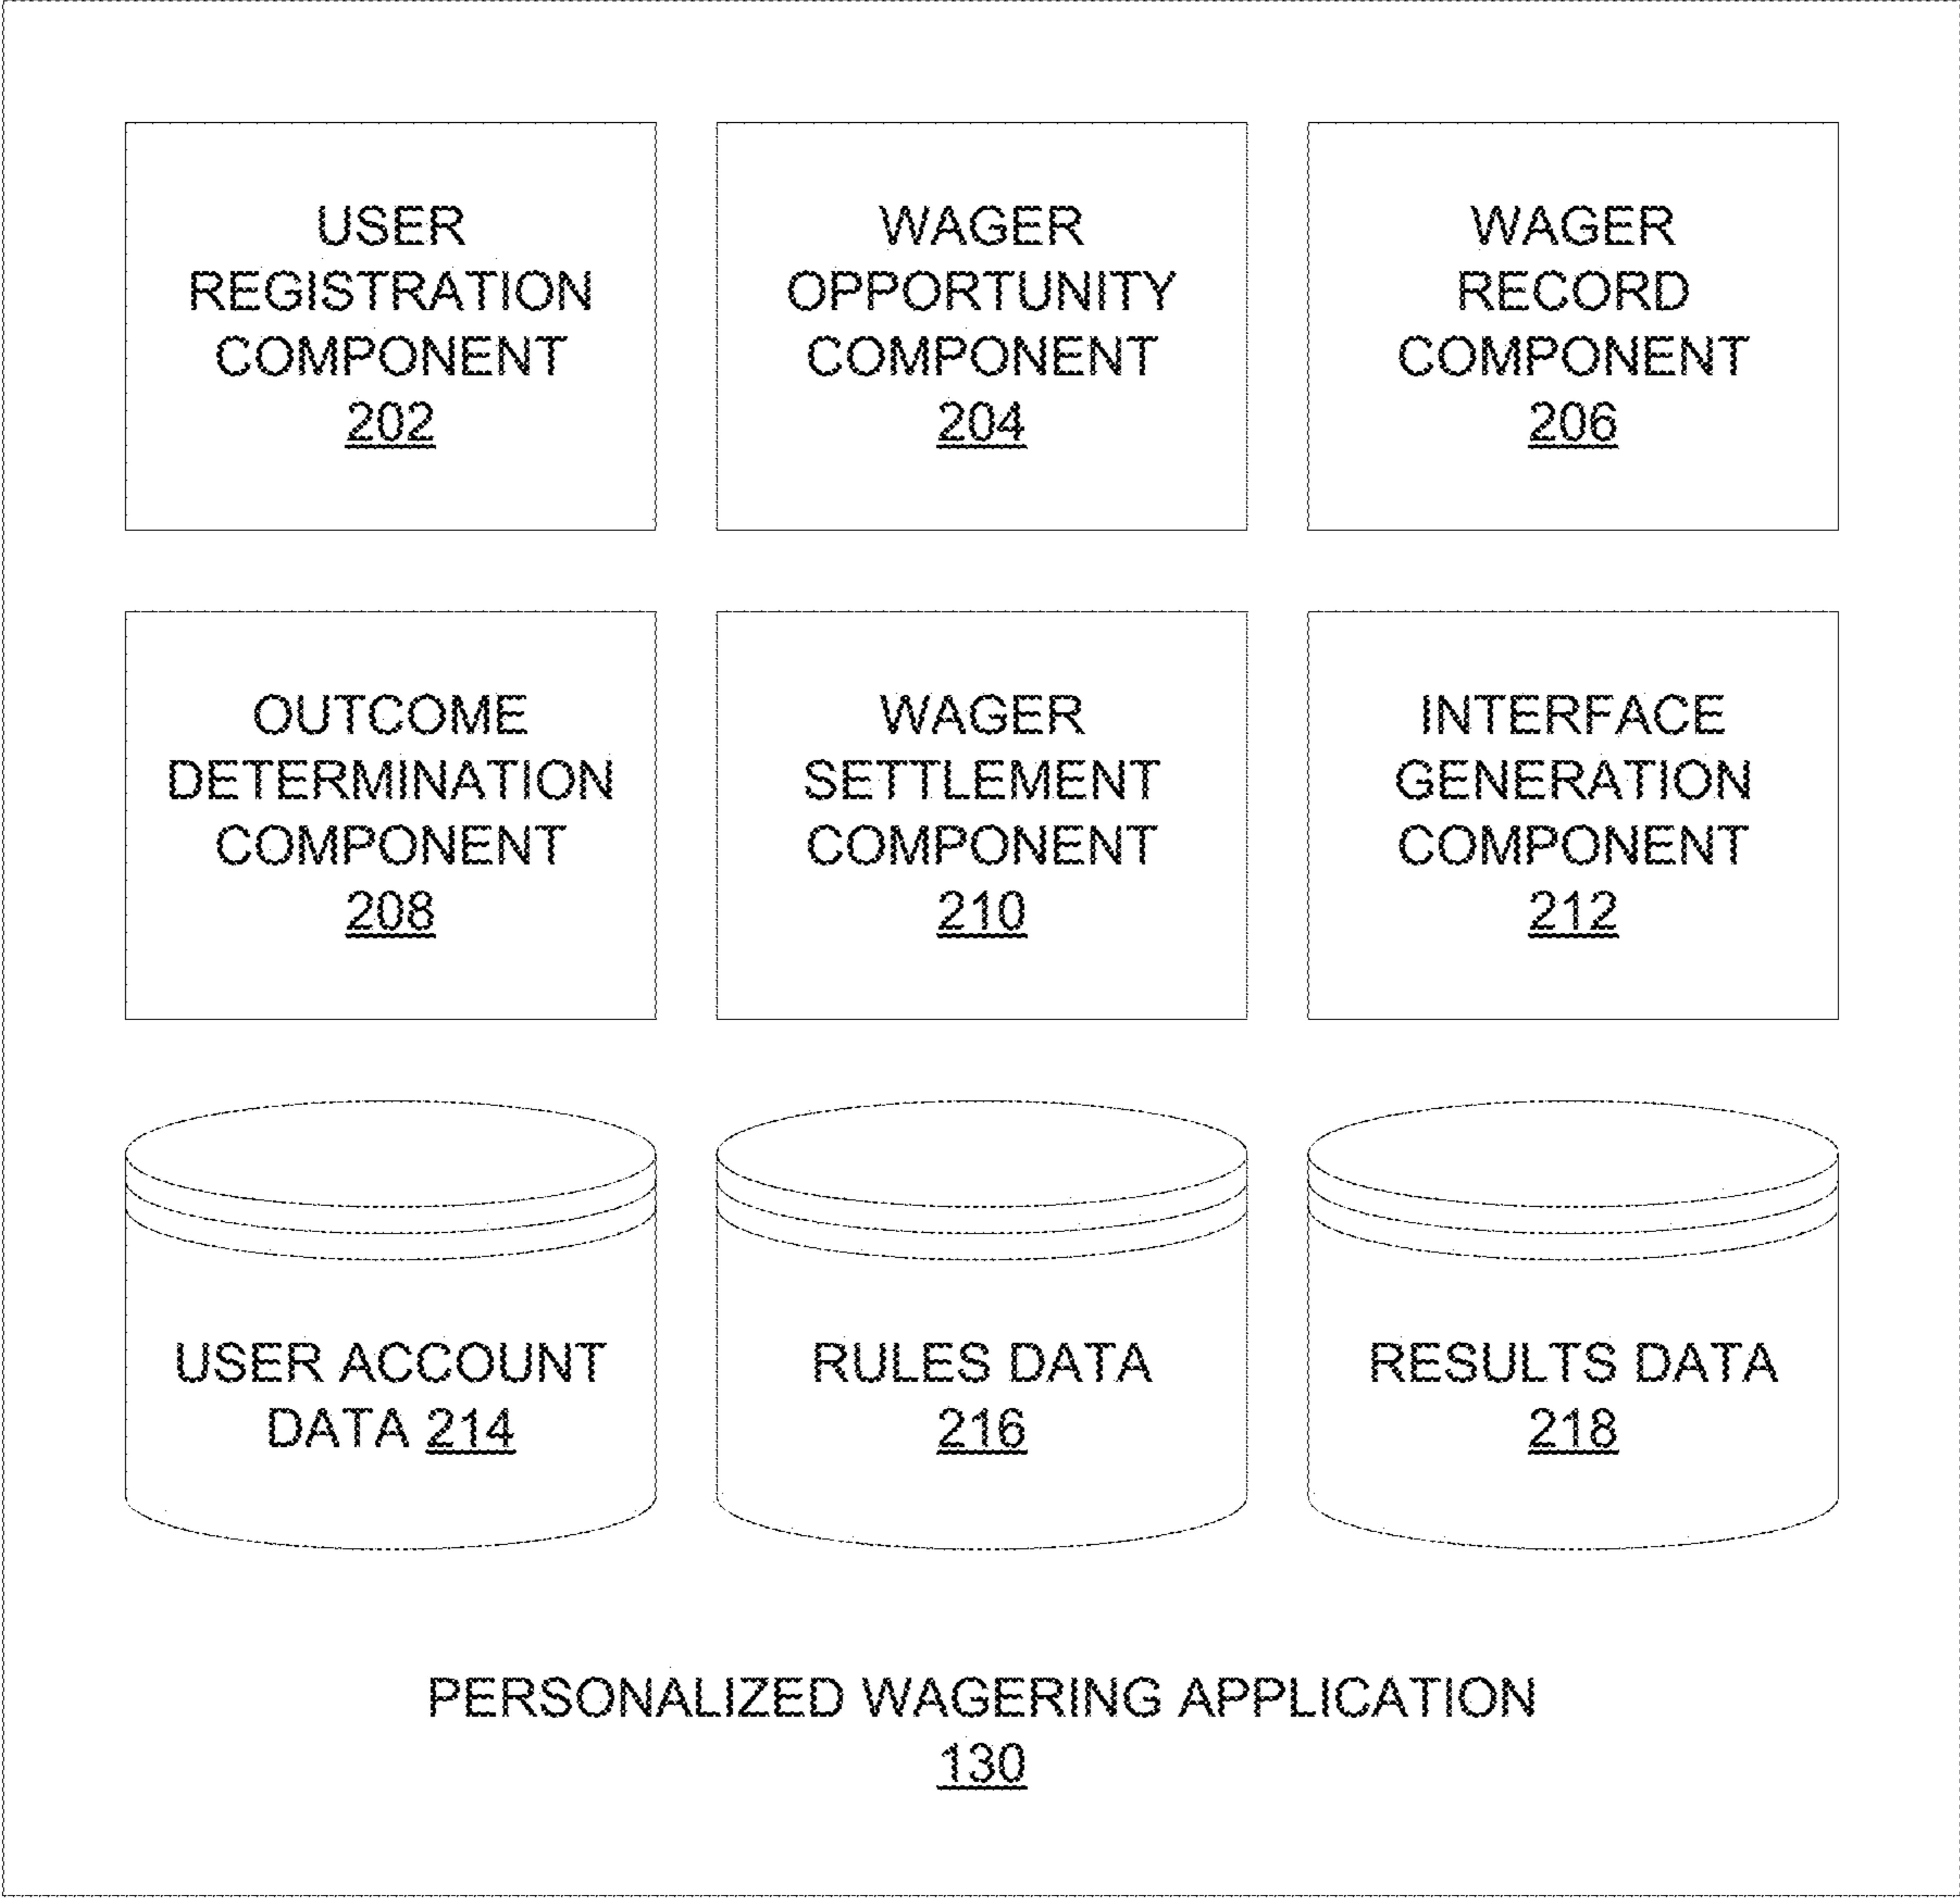 USER
REGISTRATION
COMPONENT
202
WAGER
OPPORTUNITY
COMPONENT
204
WAGER
RECORD
COMPONENT
206
OUTCOME
DETERMINATION
COMPONENT
208
WAGER
SETTLEMENT
COMPONENT
210
INTERFACE
GENERATION
COMPONENT
212
USER ACCOUNT
DATA 214
RULES DATA
216
RESULTS DATA
218
PERSONALIZED WAGERING APPLICATION
130